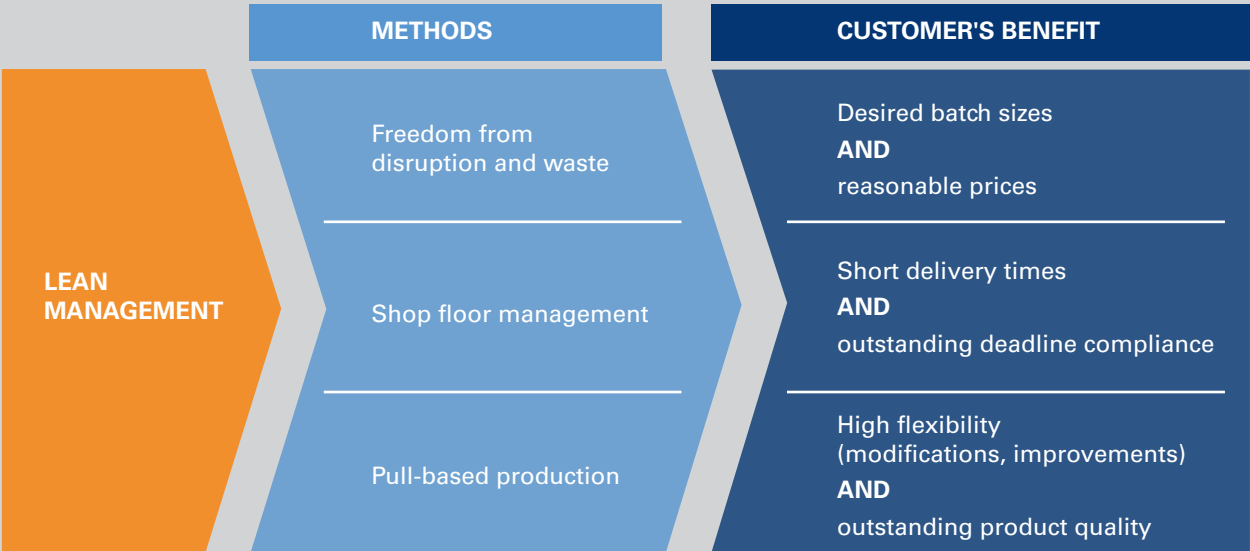 METHODS
CUSTOMER'S BENEFIT
LEAN
MANAGEMENT
Freedom from
disruption and waste
Shop floor management
Pull-based production
Desired batch sizes
AND
reasonable prices
Short delivery times
AND
outstanding deadline compliance
High flexibility
(modifications, improvements)
AND
outstanding product quality